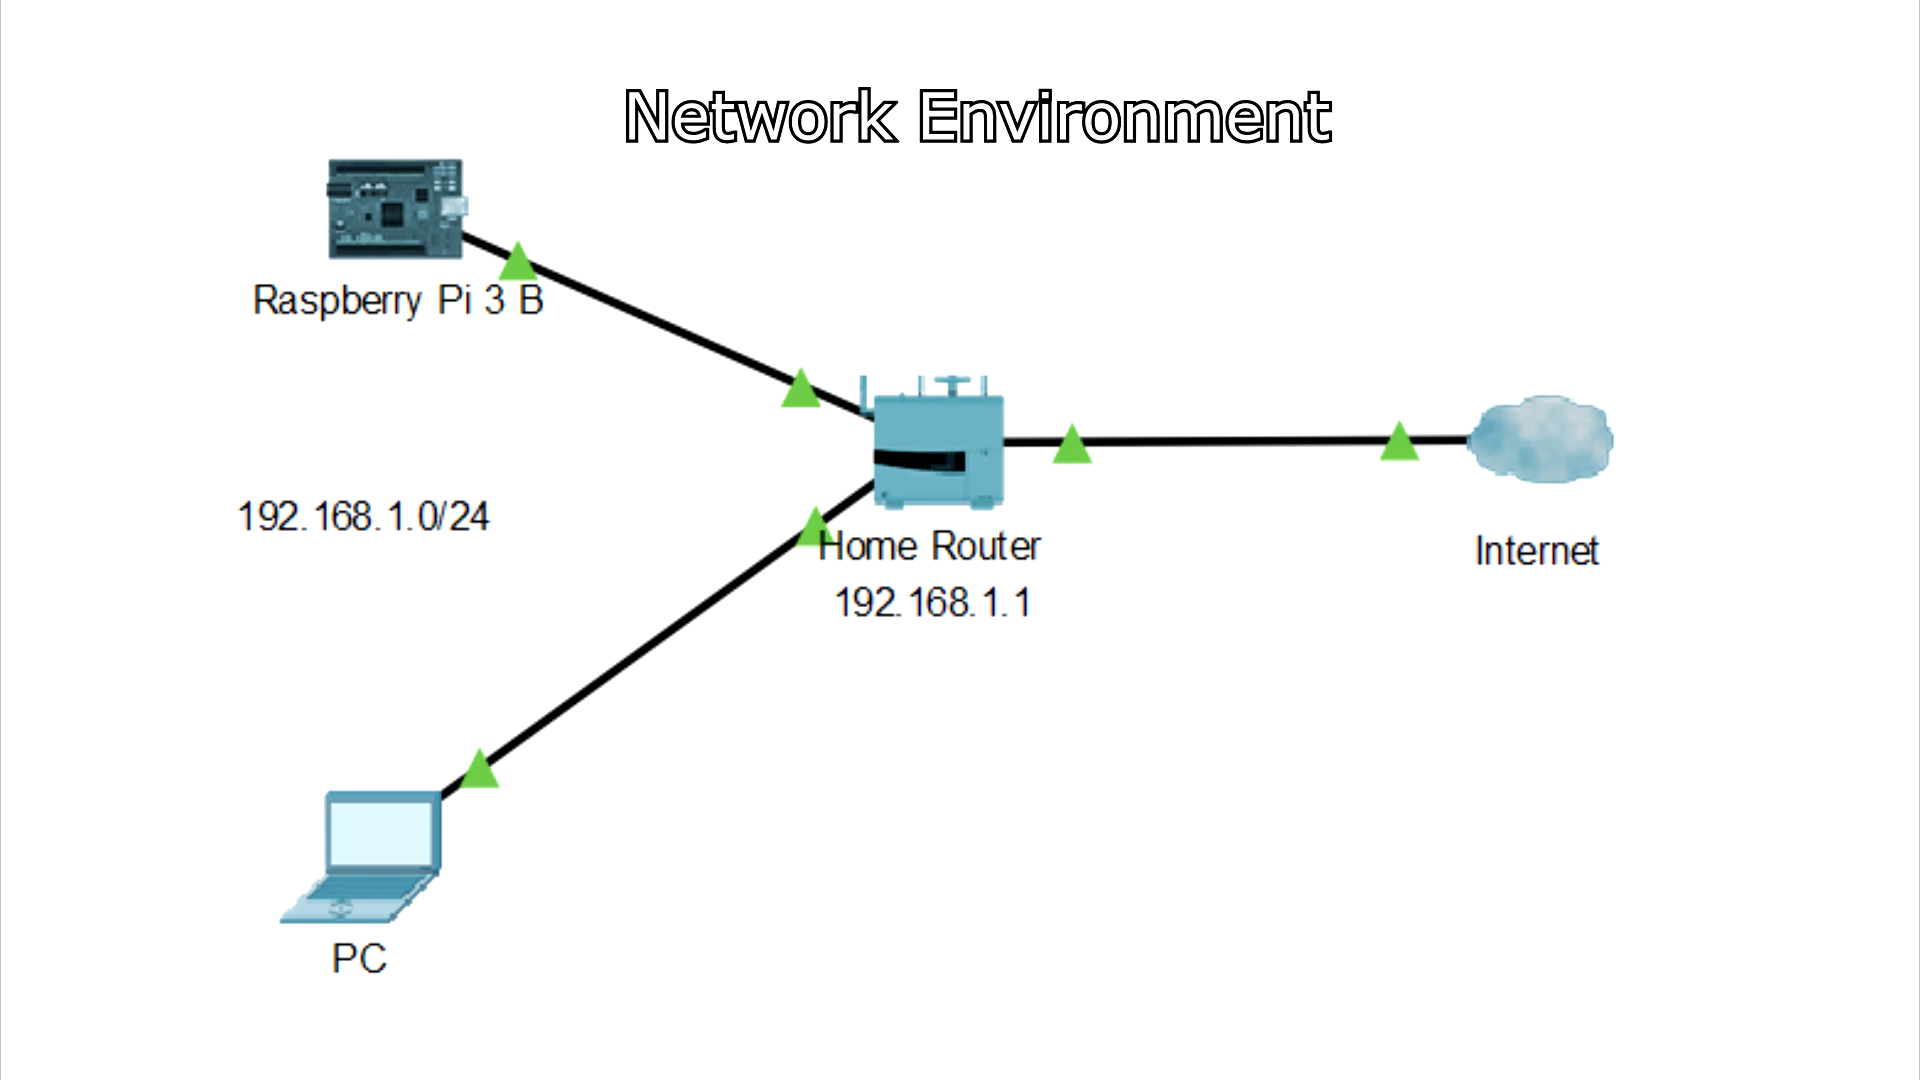 Network Environment
Raspberry Pi 3 B
192.168.1.0/24
Home Router
192.168.1.1
Internet
PC